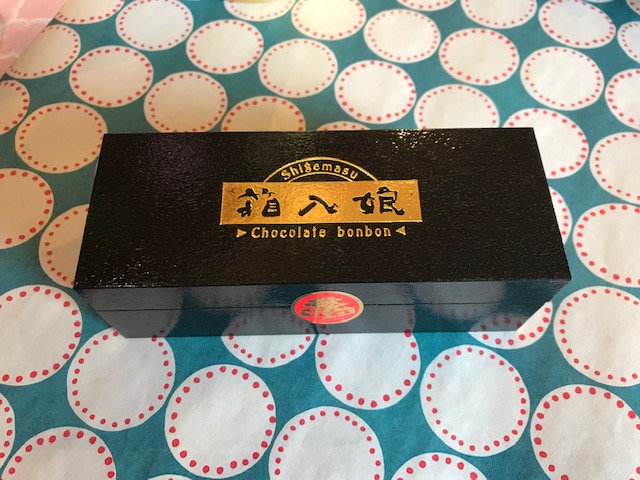 Shigemasu
箱入娘
Chocolate bonbon